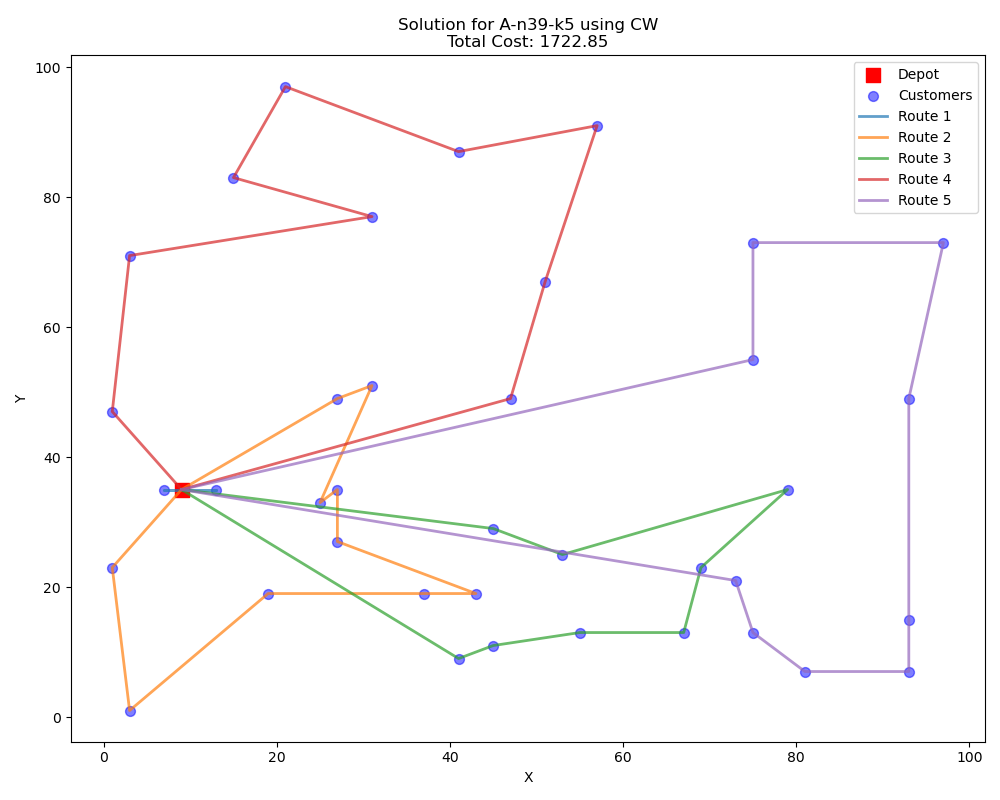 Solution for A-n39-k5 using CW
Total Cost: 1722.85
Depot
Customers
Route 1
Route 2
Route 3
Route 4
Route 5
100
80
60
40
20
0
Y
0 20 40 60 80 100
X